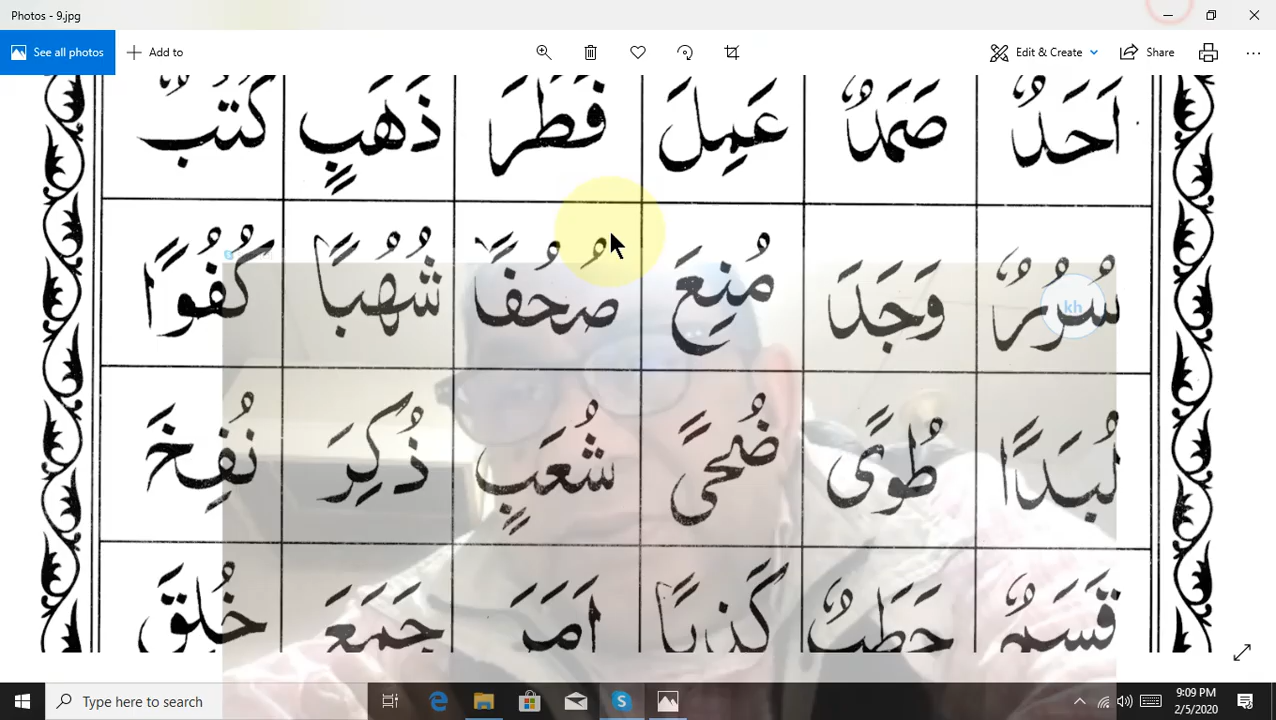 Photos - 9.jpg
See all photos
Add to
Edit & Create
Share
اَحَدٌ صَمَدٌ عَمِلَ فَطَرَ ذَهَبٍ كَتَبٌ
سُرُرٌ وَجَدَ مُنِعَ صُحُفًا شُهُبًا كُفُوًا
kh
لُبَدًا طُوًى ضُحًى شُعَبٍ ذُكِرَ نُفِخَ
قَسَمٌ حَطَبٌ كَذِبًا اَمَرَ جَمَعَ خُلِقَ
Type here to search
9:09 PM
2/5/2020